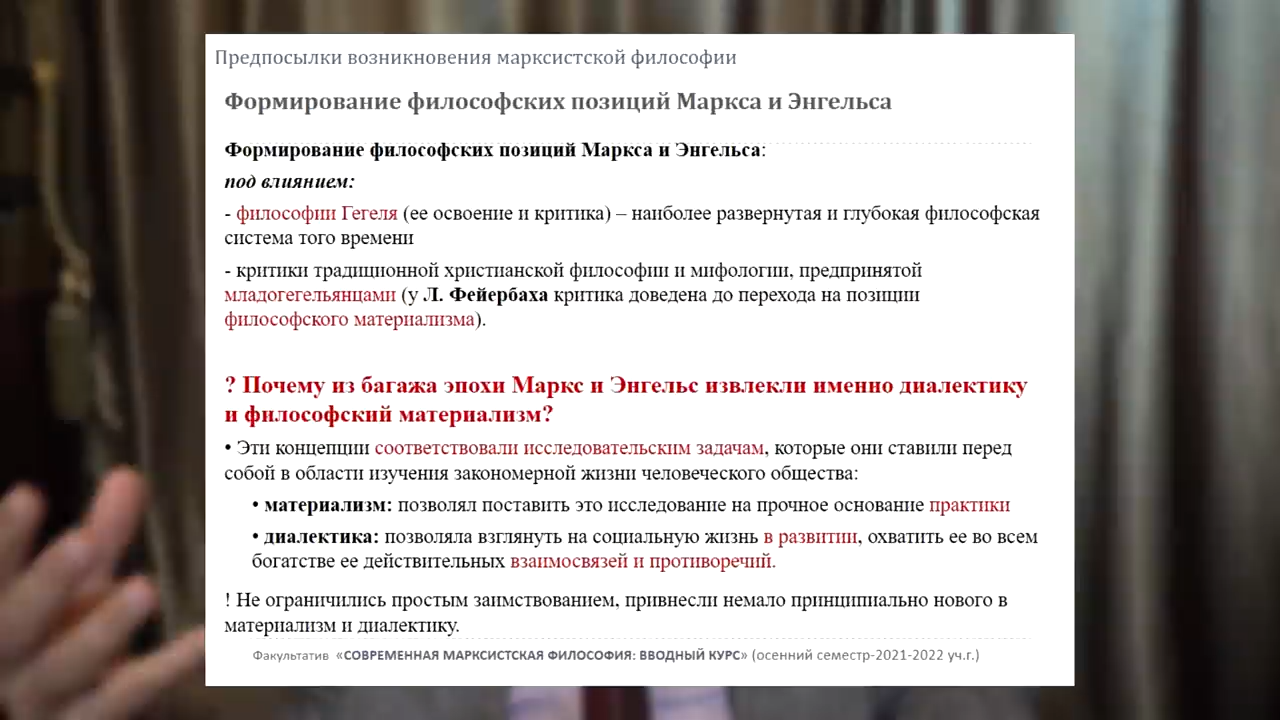 Предпосылки возникновения марксистской философии
Формирование философских позиций Маркса и Энгельса
Формирование философских позиций Маркса и Энгельса:
под влиянием:
- философии Гегеля (ее освоение и критика) – наиболее развернутая и глубокая философская
система того времени
- критики традиционной христианской философии и мифологии, предпринятой
младогегельянцами (у Л. Фейербаха критика доведена до перехода на позиции
философского материализма).
? Почему из багажа эпохи Маркс и Энгельс извлекли именно диалектику
и философский материализм?
• Эти концепции соответствовали исследовательским задачам, которые они ставили перед
собой в области изучения закономерной жизни человеческого общества:
• материализм: позволял поставить это исследование на прочное основание практики
• диалектика: позволяла взглянуть на социальную жизнь в развитии, охватить ее во всем
богатстве ее действительных взаимосвязей и противоречий.
! Не ограничились простым заимствованием, привнесли немало принципиально нового в
материализм и диалектику.
Факультатив «СОВРЕМЕННАЯ МАРКСИСТСКАЯ ФИЛОСОФИЯ: ВВОДНЫЙ КУРС» (осенний семестр-2021-2022 уч.г.)